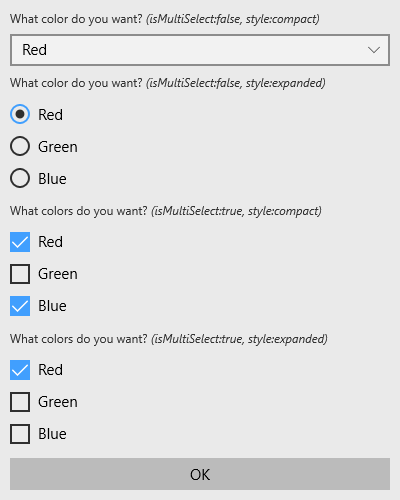 What color do you want? (isMultiSelect:false, style:compact)
Red
What color do you want? (isMultiSelect:false, style:expanded)
Red
Green
Blue
What colors do you want? (isMultiSelect:true, style:compact)
Red
Green
Blue
What colors do you want? (isMultiSelect:true, style:expanded)
Red
Green
Blue
OK